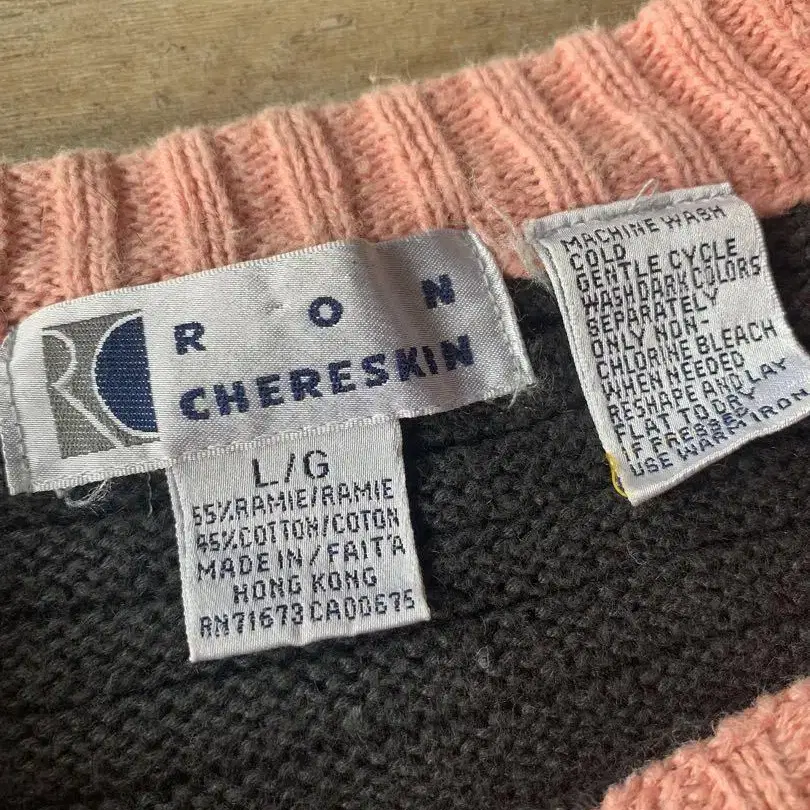 RC
R O N
CHERESKIN
L/G
55%RAMIE/RAMIE
45%COTTON/COTON
MADE IN/FAIT'A
HONG KONG
RN71673CA00675
MACHINE WASH
COLD
GENTLE CYCLE
WASH DARK COLORS
SEPARATELY
ONLY NON-
CHLORINE BLEACH
WHEN NEEDED
RESHAPE AND LAY
FLAT TO DRY
IF PRESSED
USE WARM IRON